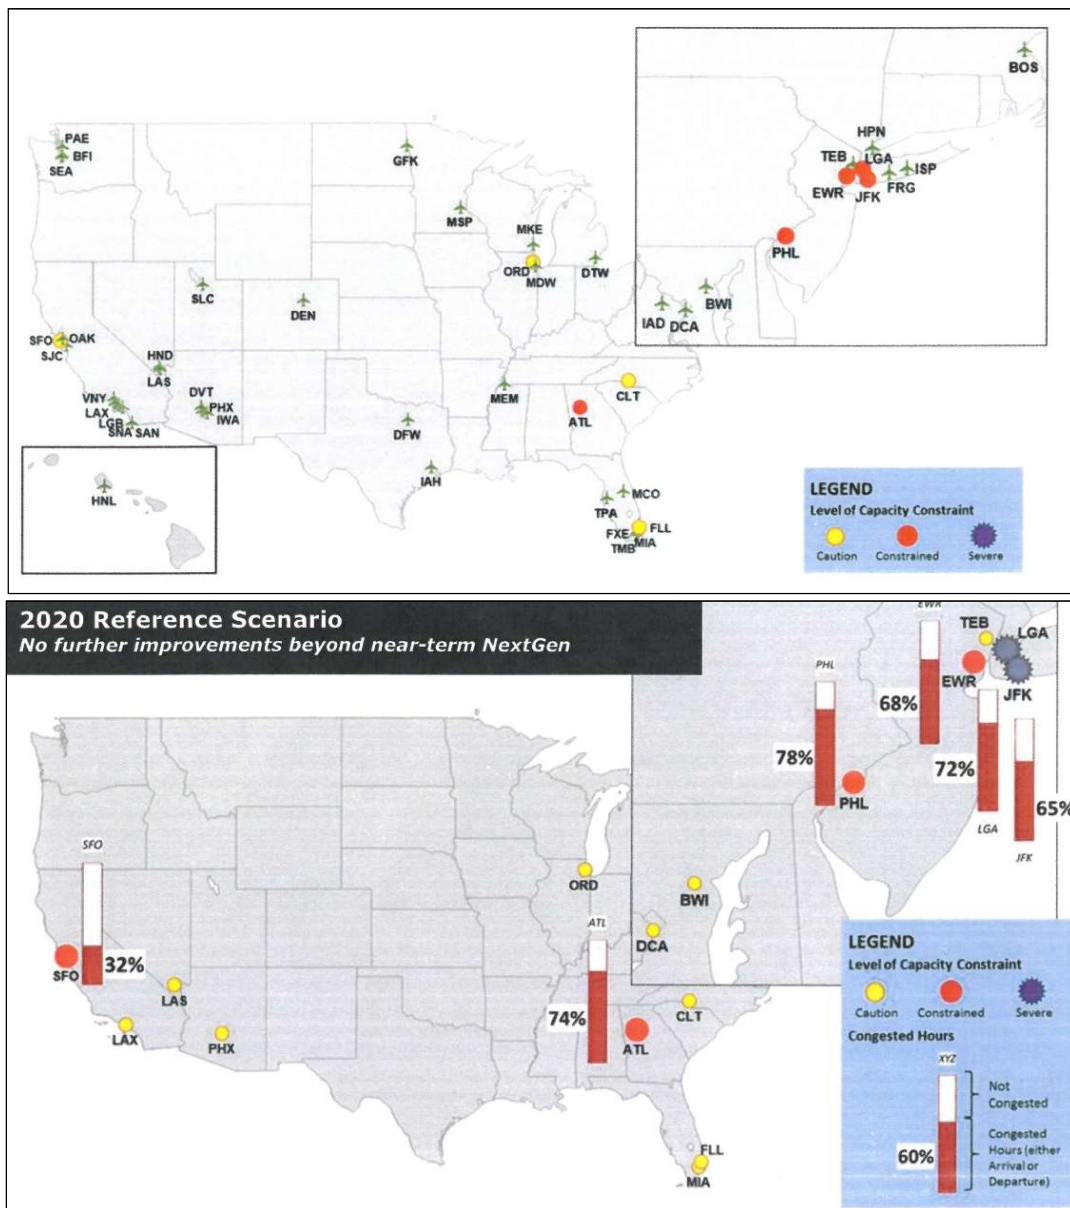 BOS
HPN
TEB
LGA
ISP
EWR
JFK
FRG
PHL
BWI
IAD
DCA
PAE
BFI
SEA
GFK
MSP
MKE
ORD
MDW
DTW
SLC
DEN
SFO
OAK
SJC
HND
LAS
VNY
LAX
LGB
SNA
SAN
DVT
PHX
IWA
MEM
CLT
ATL
DFW
IAH
HNL
MCO
TPA
FLL
FXE
MIA
TMB
LEGEND
Level of Capacity Constraint
Caution
Constrained
Severe
2020 Reference Scenario
No further improvements beyond near-term NextGen
EWR
TEB
LGA
PHL
EWR
JFK
68%
78%
72%
PHL
65%
LGA
JFK
SFO
ORD
BWI
ATL
DCA
SFO
32%
LAS
74%
CLT
LAX
PHX
ATL
FLL
MIA
LEGEND
Level of Capacity Constraint
Caution
Constrained
Severe
Congested Hours
XYZ
Not
Congested
60%
Congested
Hours (either
Arrival or
Departure)